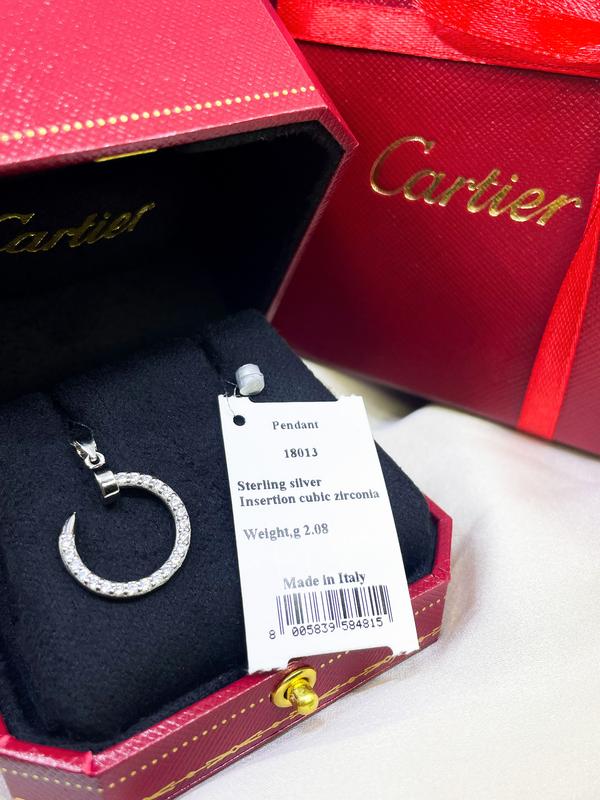 Cartier
Cartier
Pendant
18013
Sterling silver
Insertion cubic zirconia
Weight,g 2.08
Made in Italy
8 005839 584815